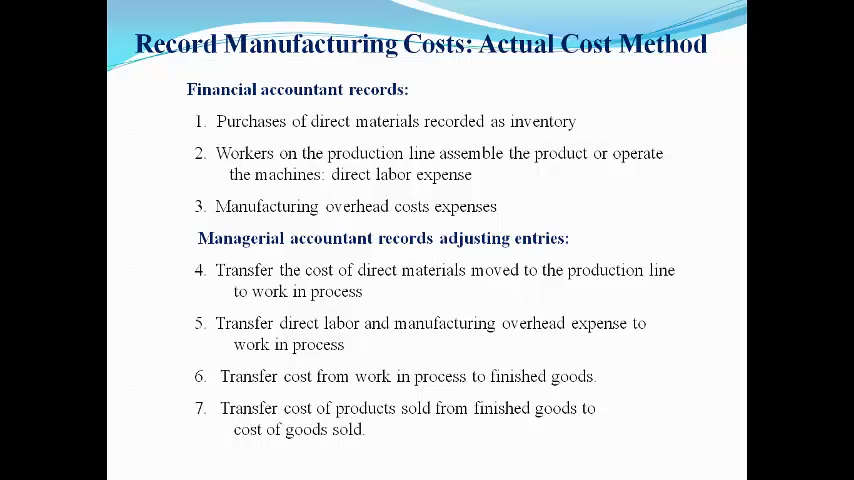 Record Manufacturing Costs: Actual Cost Method
Financial accountant records:
1. Purchases of direct materials recorded as inventory
2. Workers on the production line assemble the product or operate
the machines: direct labor expense
3. Manufacturing overhead costs expenses
Managerial accountant records adjusting entries:
4. Transfer the cost of direct materials moved to the production line
to work in process
5. Transfer direct labor and manufacturing overhead expense to
work in process
6. Transfer cost from work in process to finished goods.
7. Transfer cost of products sold from finished goods to
cost of goods sold.